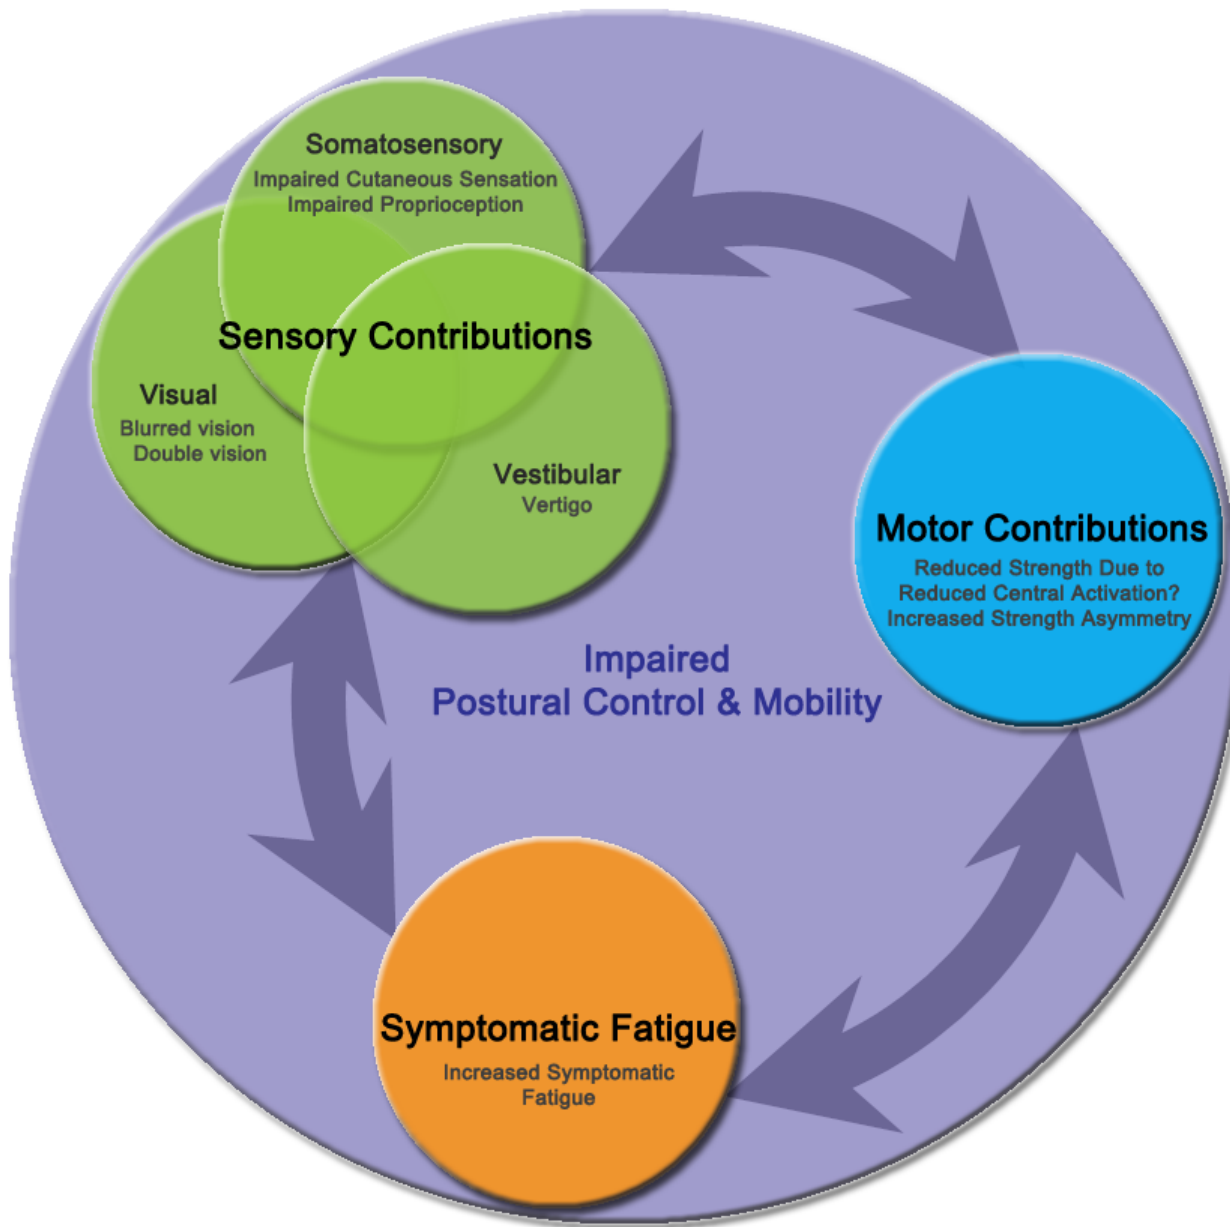 Somatosensory
Impaired Cutaneous Sensation
Impaired Proprioception
Sensory Contributions
Visual
Blurred vision
Double vision
Vestibular
Vertigo
Motor Contributions
Reduced Strength Due to
Reduced Central Activation?
Increased Strength Asymmetry
Impaired
Postural Control & Mobility
Symptomatic Fatigue
Increased Symptomatic
Fatigue